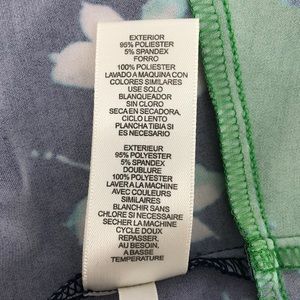 EXTERIOR
95% POLIESTER
5% SPANDEX
FORRO
100% POLIESTER
LAVADO A MAQUINA CON
COLORES SIMILARES
USE SOLO
BLANQUEADOR
SIN CLORO
SECA EN SECADORA,
CICLO LENTO
PLANCHA TIBIA SI
ES NECESARIO
EXTERIEUR
95% POLYESTER
5% SPANDEX
DOUBLURE
100% POLYESTER
LAVER A LA MACHINE
AVEC COULEURS
SIMILAIRES
BLANCHIR SANS
CHLORE SI NECESSAIRE
SECHER LA MACHINE
CYCLE DOUX
REPASSER,
AU BESOIN,
A BASSE
TEMPERATURE